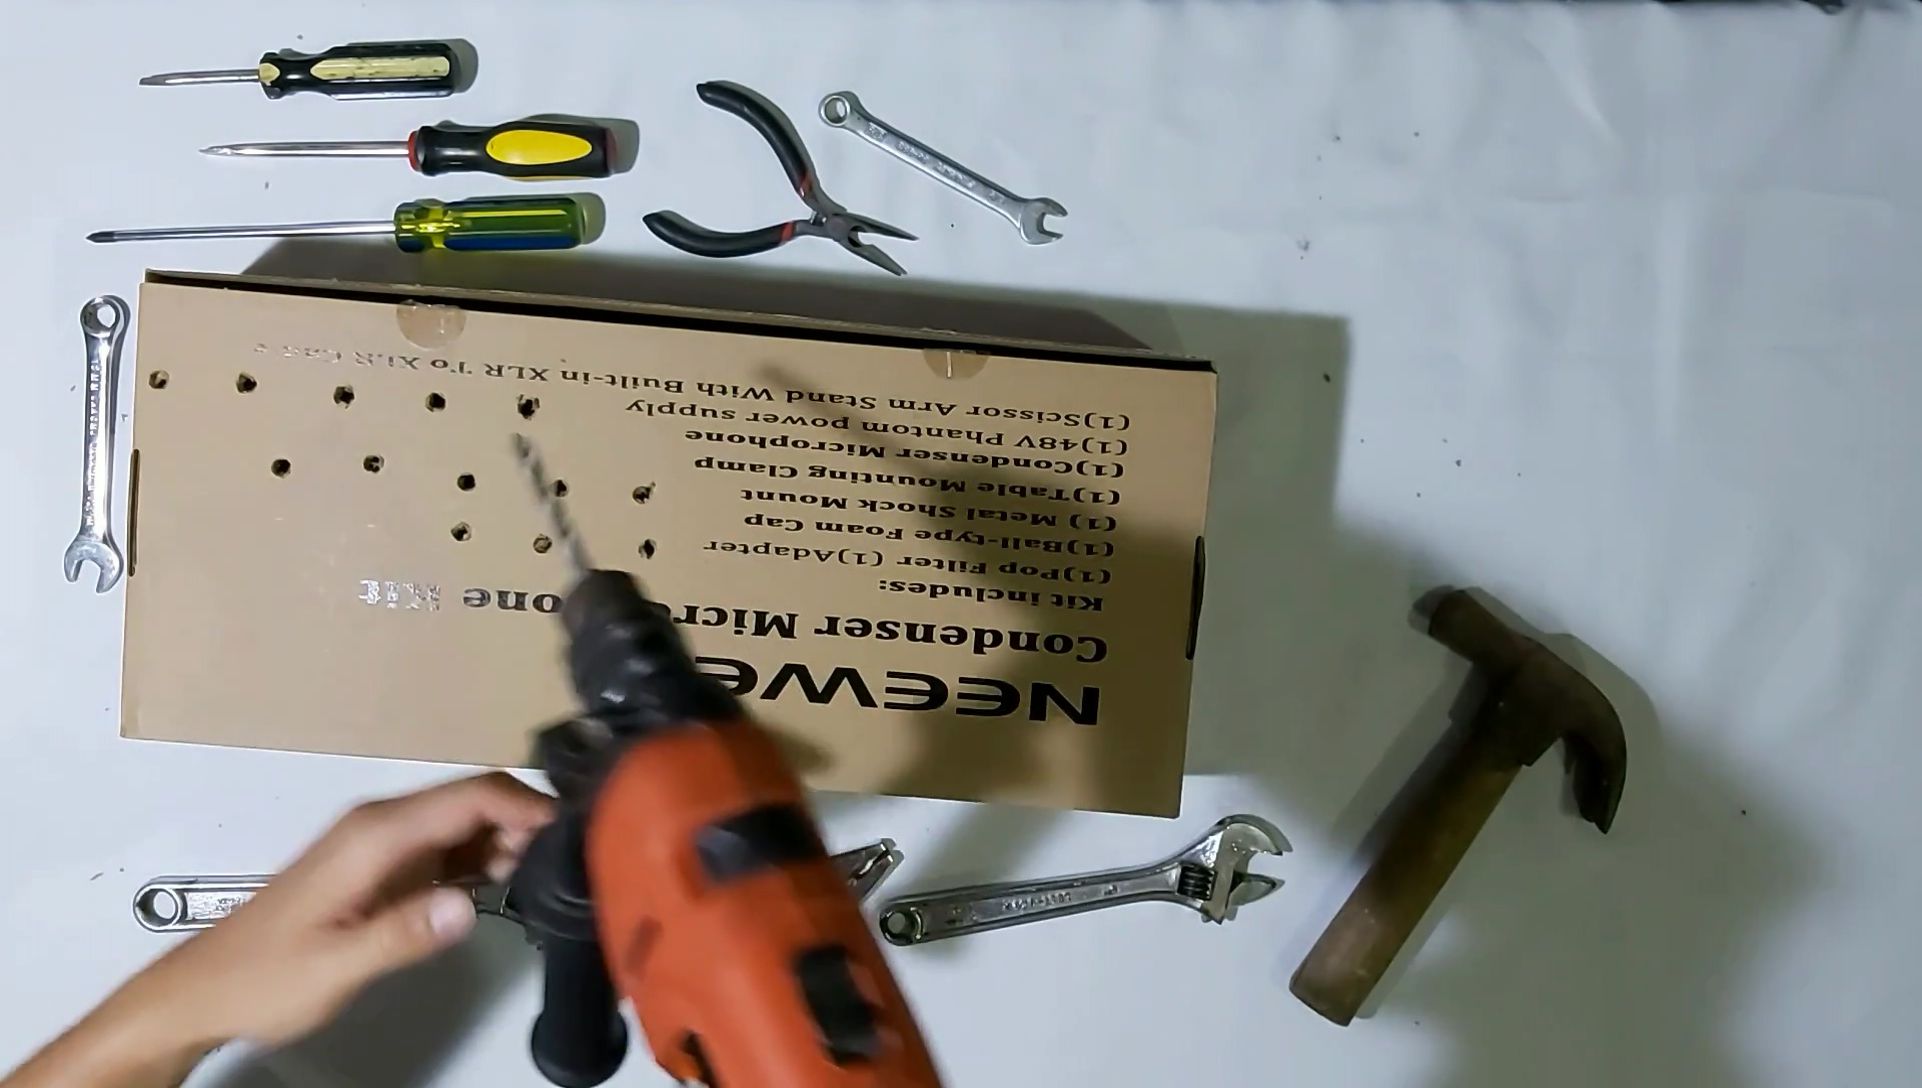 NEEWE
Condenser Micr one Kit
Kit includes:
(1)Pop Filter (1)Adapter
(1)Ball-type Foam Cap
(1) Metal Shock Mount
(1)Table Mounting Clamp
(1)Condenser Microphone
(1)48V Phantom power supply
(1)Scissor Arm Stand With Built-in XLR To XLR Cable